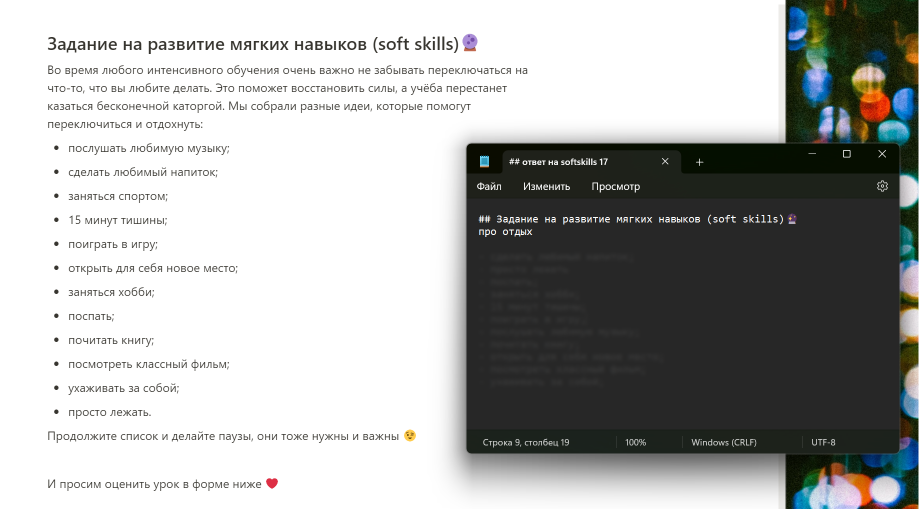 Задание на развитие мягких навыков (soft skills)🔮
Во время любого интенсивного обучения очень важно не забывать переключаться на
что-то, что вы любите делать. Это поможет восстановить силы, а учёба перестанет
казаться бесконечной каторгой. Мы собрали разные идеи, которые помогут
переключиться и отдохнуть:
• послушать любимую музыку;
• сделать любимый напиток;
• заняться спортом;
• 15 минут тишины;
• поиграть в игру;
• открыть для себя новое место;
• заняться хобби;
• поспать;
• почитать книгу;
• посмотреть классный фильм;
• ухаживать за собой;
• просто лежать.
Продолжите список и делайте паузы, они тоже нужны и важны 😉
И просим оценить урок в форме ниже ❤️
## ответ на softskills 17
Файл Изменить Просмотр
## Задание на развитие мягких навыков (soft skills)🔮
про отдых
Строка 9, столбец 19 100% Windows (CRLF) UTF-8